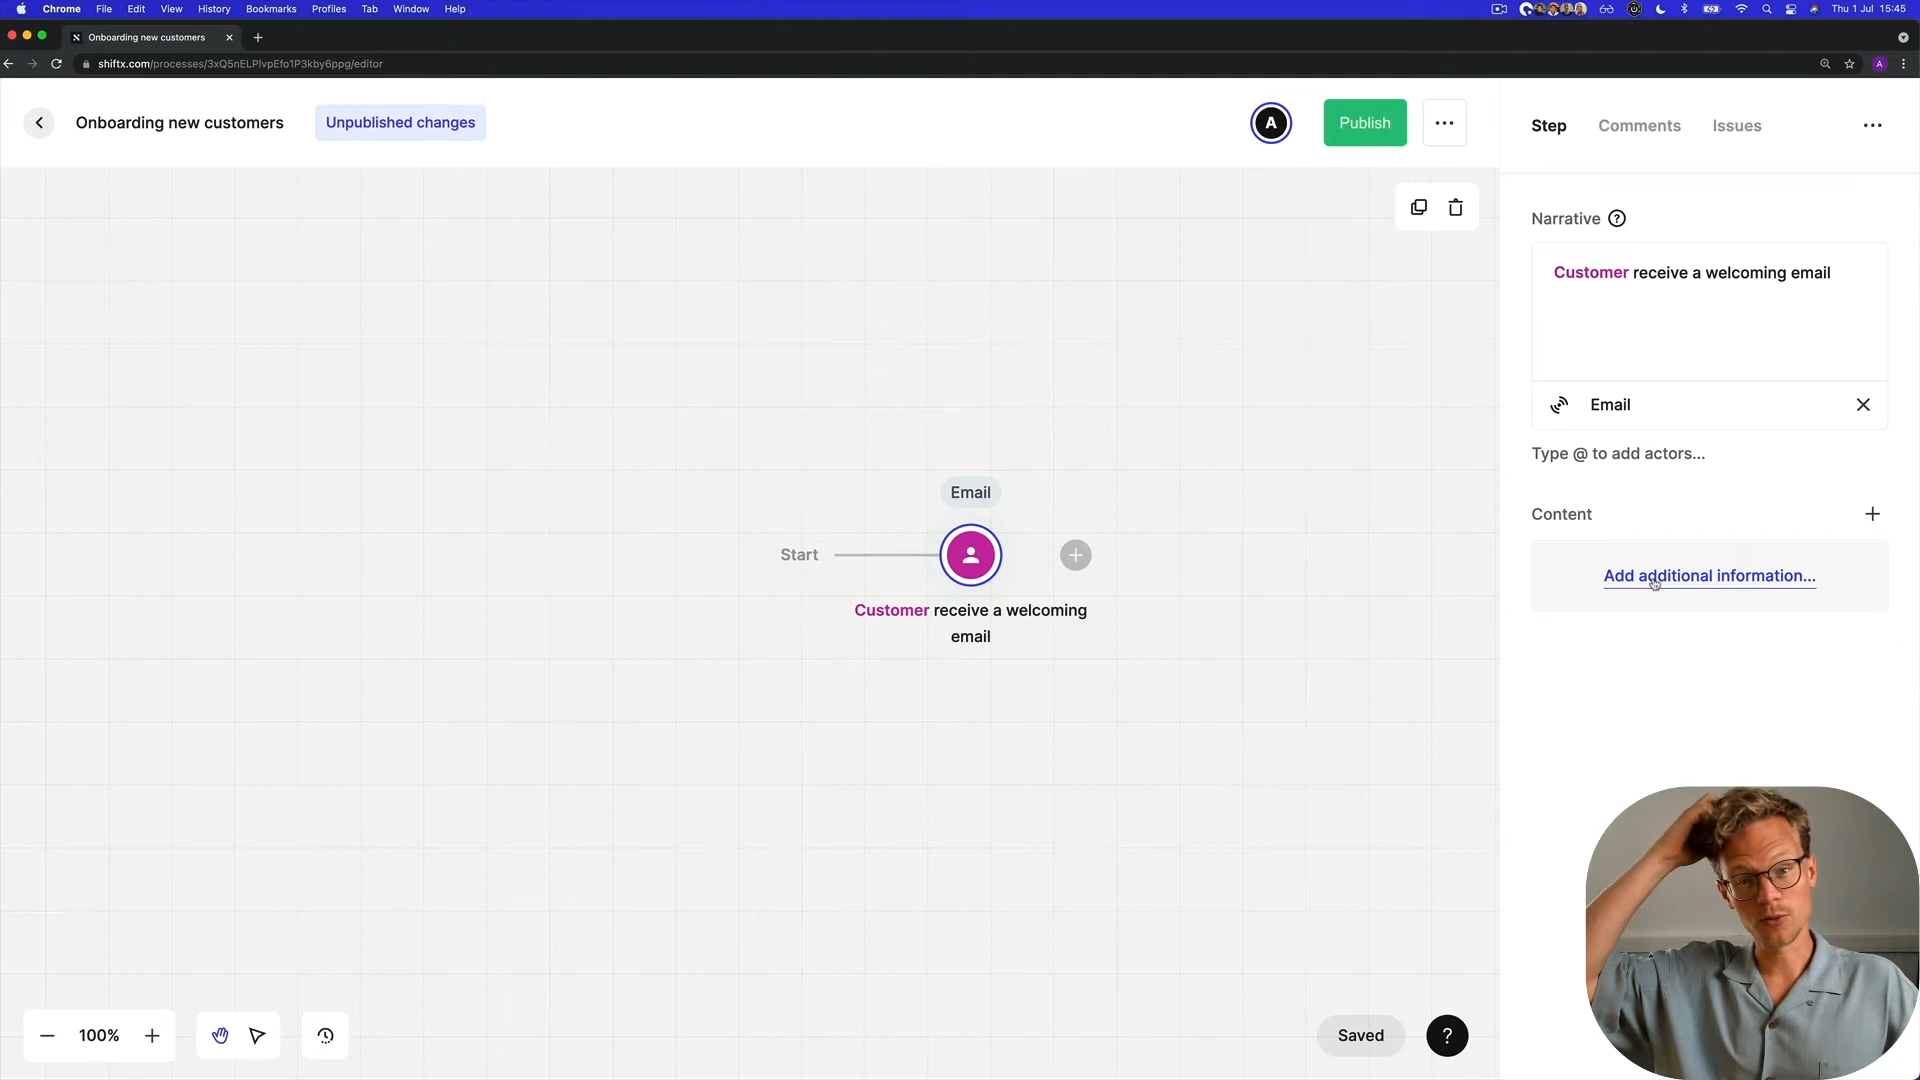 Chrome File Edit View History Bookmarks Profiles Tab Window Help
Thu 1 Jul 15:45
Onboarding new customers
shiftx.com/processes/3xQ5nELPIvpEfo1P3kby6ppg/editor
A
Onboarding new customers
Unpublished changes
A
Publish
Step Comments Issues
Narrative ?
Customer receive a welcoming email
Email
Type @ to add actors...
Content
Add additional information...
Email
Start
Customer receive a welcoming
email
100%
Saved
?